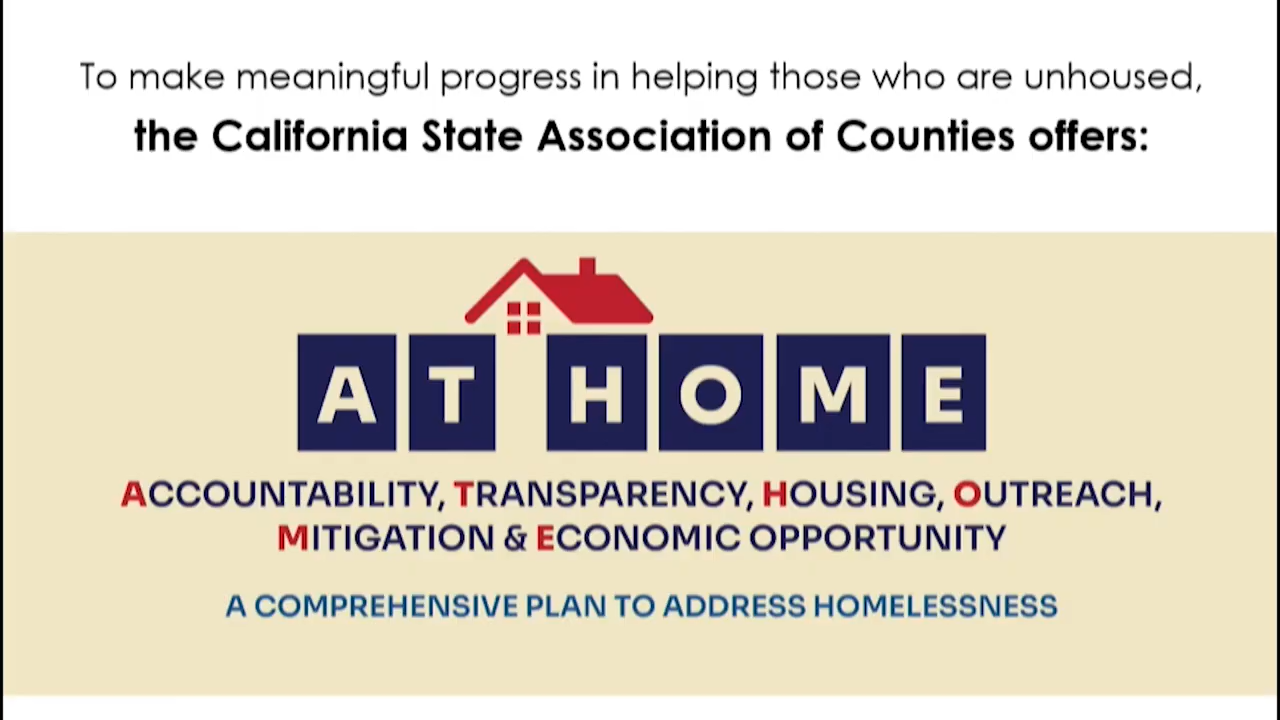 To make meaningful progress in helping those who are unhoused,
the California State Association of Counties offers:
AT HOME
ACCOUNTABILITY, TRANSPARENCY, HOUSING, OUTREACH,
MITIGATION & ECONOMIC OPPORTUNITY
A COMPREHENSIVE PLAN TO ADDRESS HOMELESSNESS